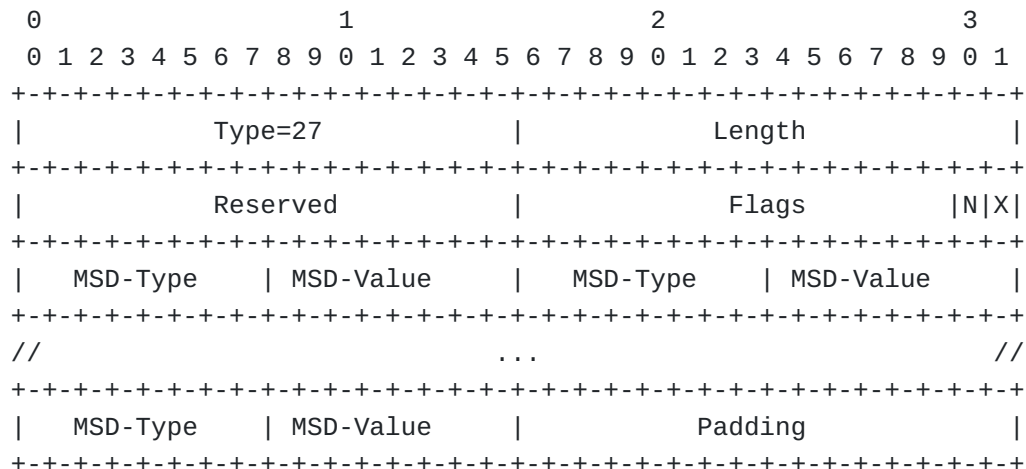 0                   1                   2                   3
 0 1 2 3 4 5 6 7 8 9 0 1 2 3 4 5 6 7 8 9 0 1 2 3 4 5 6 7 8 9 0 1
+-+-+-+-+-+-+-+-+-+-+-+-+-+-+-+-+-+-+-+-+-+-+-+-+-+-+-+-+-+-+-+-+
|            Type=27            |            Length             |
+-+-+-+-+-+-+-+-+-+-+-+-+-+-+-+-+-+-+-+-+-+-+-+-+-+-+-+-+-+-+-+-+
|            Reserved           |             Flags         |N|X|
+-+-+-+-+-+-+-+-+-+-+-+-+-+-+-+-+-+-+-+-+-+-+-+-+-+-+-+-+-+-+-+-+
|   MSD-Type    | MSD-Value     |   MSD-Type    | MSD-Value     |
+-+-+-+-+-+-+-+-+-+-+-+-+-+-+-+-+-+-+-+-+-+-+-+-+-+-+-+-+-+-+-+-+
//                             ...                             //
+-+-+-+-+-+-+-+-+-+-+-+-+-+-+-+-+-+-+-+-+-+-+-+-+-+-+-+-+-+-+-+-+
|   MSD-Type    | MSD-Value     |           Padding             |
+-+-+-+-+-+-+-+-+-+-+-+-+-+-+-+-+-+-+-+-+-+-+-+-+-+-+-+-+-+-+-+-+